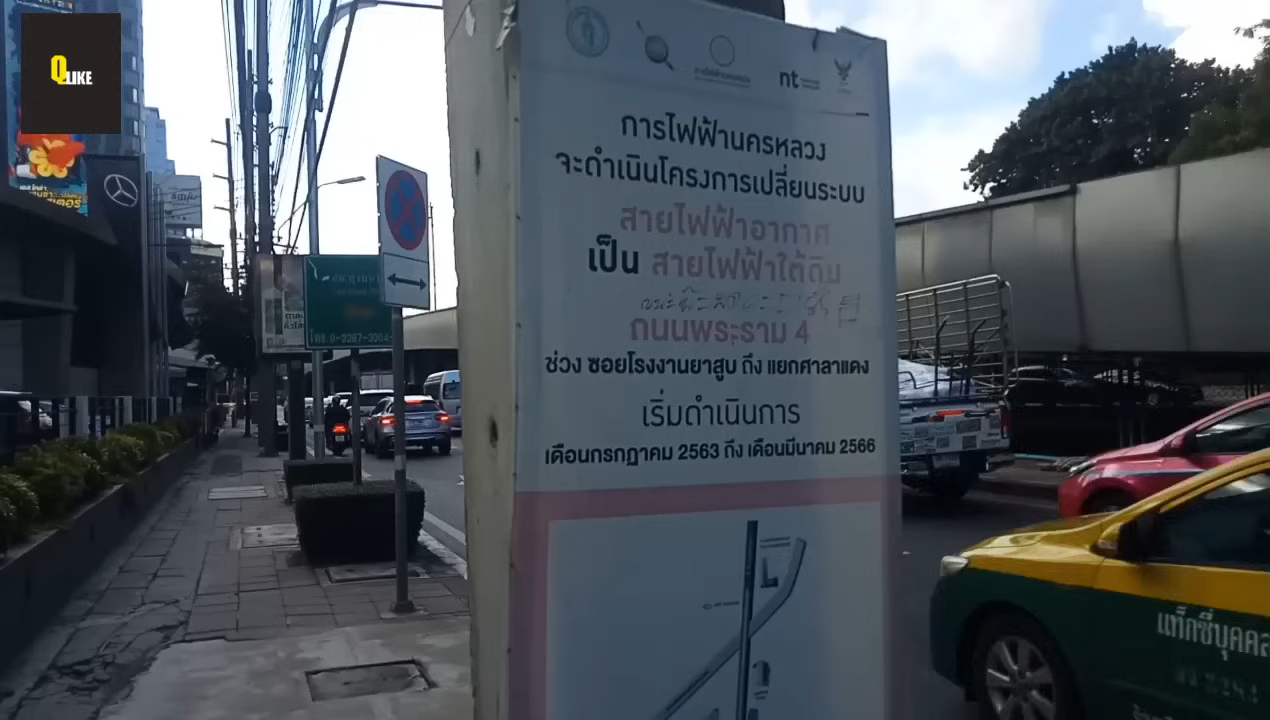 QLIKE
nt
การไฟฟ้านครหลวง
จะดำเนินโครงการเปลี่ยนระบบ
สายไฟฟ้าอากาศ
เป็น สายไฟฟ้าใต้ดิน
ถนนพระราม 4
ช่วง ซอยโรงงานยาสูบ ถึง แยกศาลาแดง
เริ่มดำเนินการ
เดือนกรกฎาคม 2563 ถึง เดือนมีนาคม 2566
โทร. 0-2287-3004
แท็กซี่บุคคล